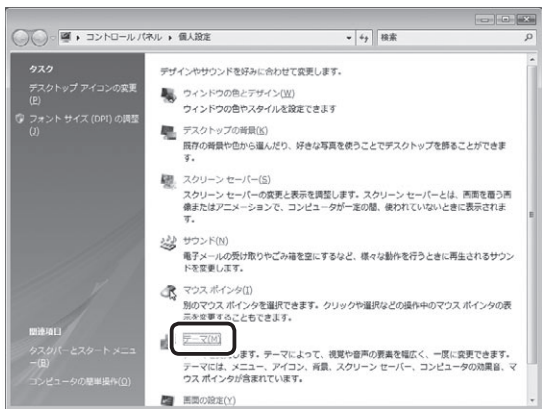 コントロール パネル ▸ 個人設定
検索
タスク
デスクトップ アイコンの変更
(P)
フォント サイズ (DPI) の調整
(J)
関連項目
タスク バーとスタート メニュ
ー(R)
コンピュータの簡単操作(O)
デザインやサウンドを好みに合わせて変更します。
ウィンドウの色とデザイン(W)
ウィンドウの色やスタイルを設定できます
デスクトップの背景(K)
既存の背景や色から選んだり、好きな写真を使うことでデスクトップを飾ることができま
す。
スクリーン セーバー(S)
スクリーン セーバーの変更と表示を調整します。スクリーン セーバーとは、画面を覆う画
像またはアニメーションで、コンピュータが一定の間、使われていないときに表示されま
す。
サウンド(N)
電子メールの受け取りやごみ箱を空にするなど、様々な動作を行うときに再生されるサウン
ドを変更します。
マウス ポインタ(I)
別のマウス ポインタを選択できます。クリックや選択などの操作中のマウス ポインタの表
示を変更することもできます。
テーマ(M)
します。テーマによって、視覚や音声の要素を幅広く、一度に変更できます。
テーマには、メニュー、アイコン、背景、スクリーン セーバー、コンピュータの効果音、マ
ウス ポインタが含まれています。
画面の設定(Y)